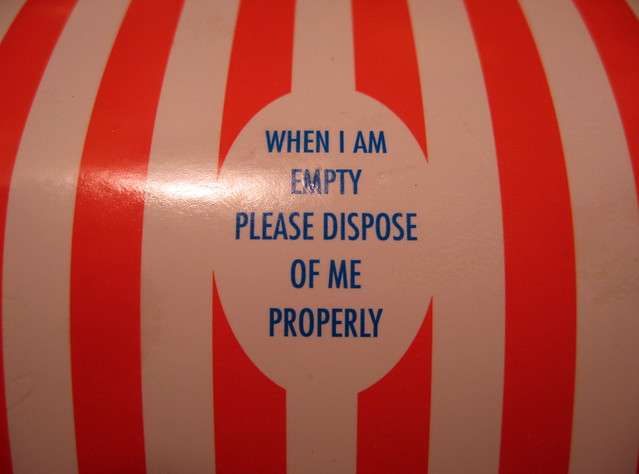 WHEN I AM
EMPTY
PLEASE DISPOSE
OF ME
PROPERLY